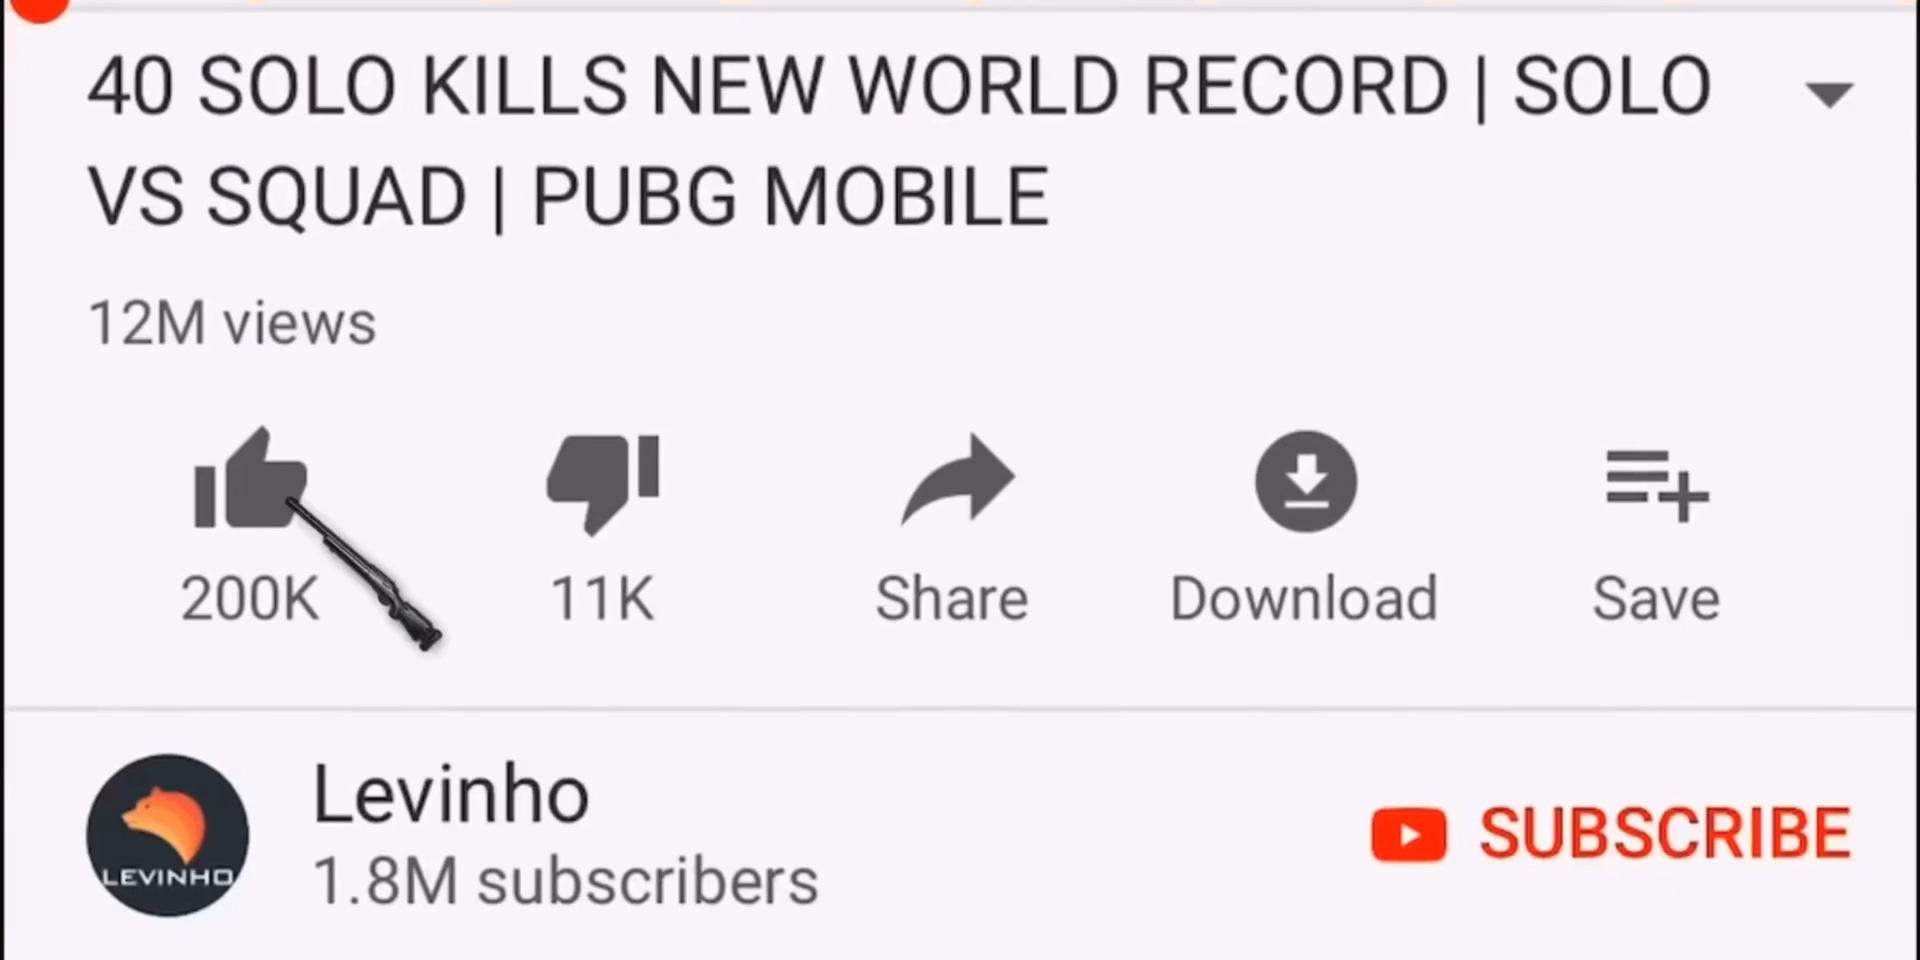 40 SOLO KILLS NEW WORLD RECORD | SOLO
VS SQUAD | PUBG MOBILE
12M views
200K
11K
Share
Download
Save
LEVINHO
Levinho
1.8M subscribers
SUBSCRIBE